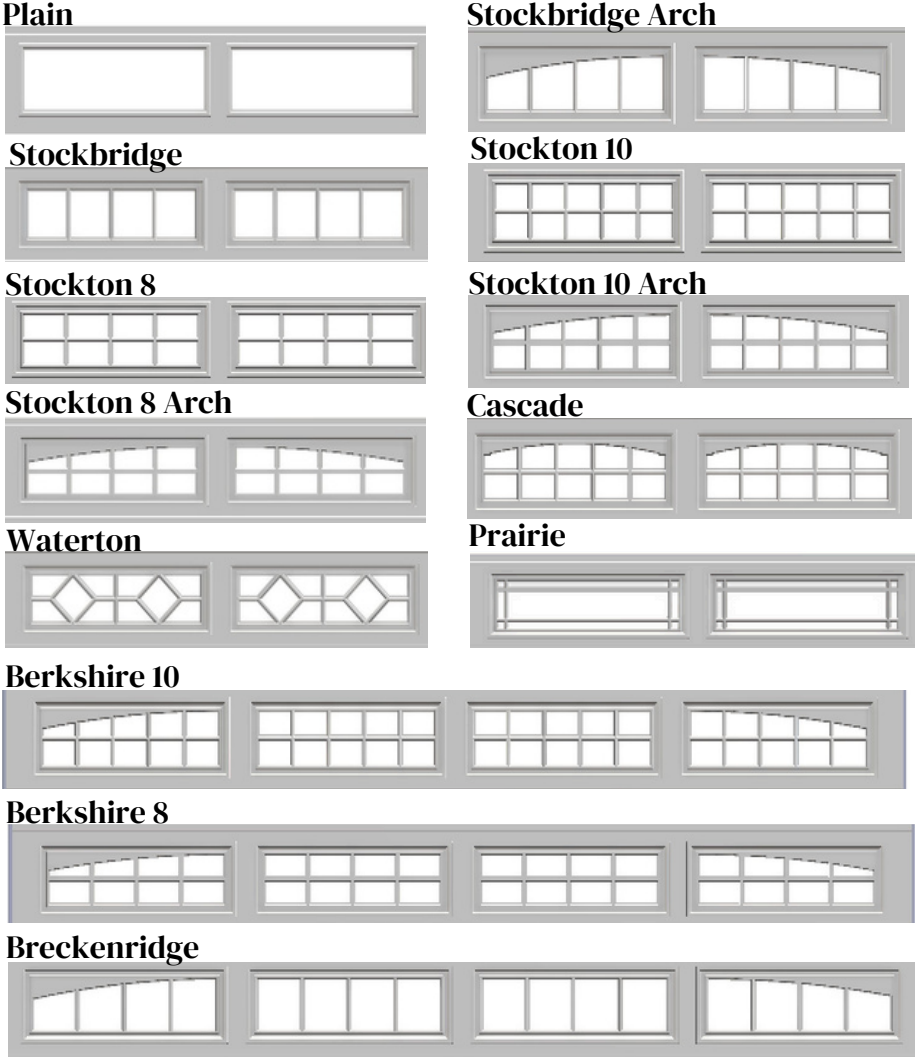 Plain
Stockbridge Arch
Stockbridge
Stockton 10
Stockton 8
Stockton 10 Arch
Stockton 8 Arch
Cascade
Waterton
Prairie
Berkshire 10
Berkshire 8
Breckenridge